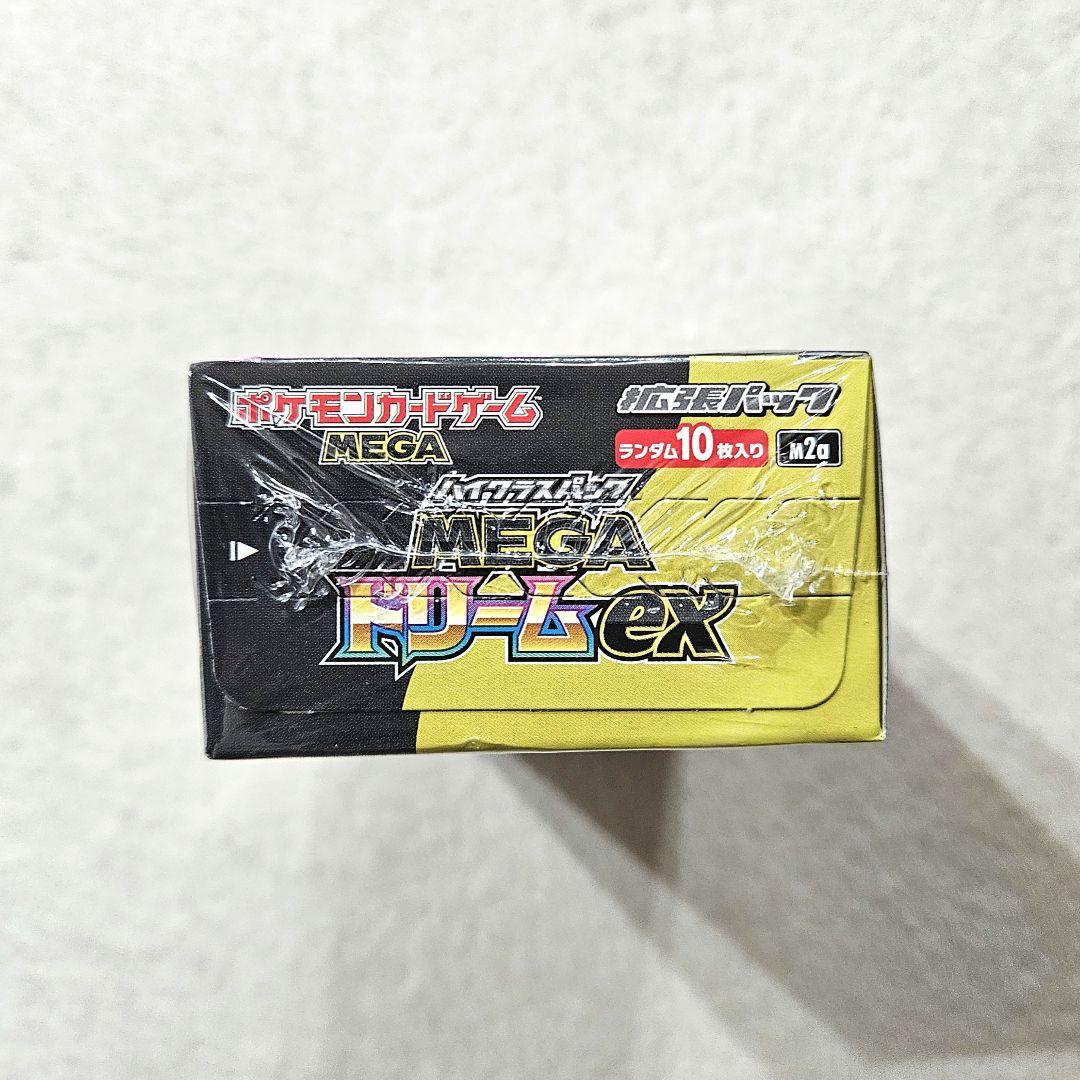 ポケモンカードゲーム™
MEGA
拡張パック
ランダム10枚入り
M2a
ハイクラスパック
MEGA
ドリームex